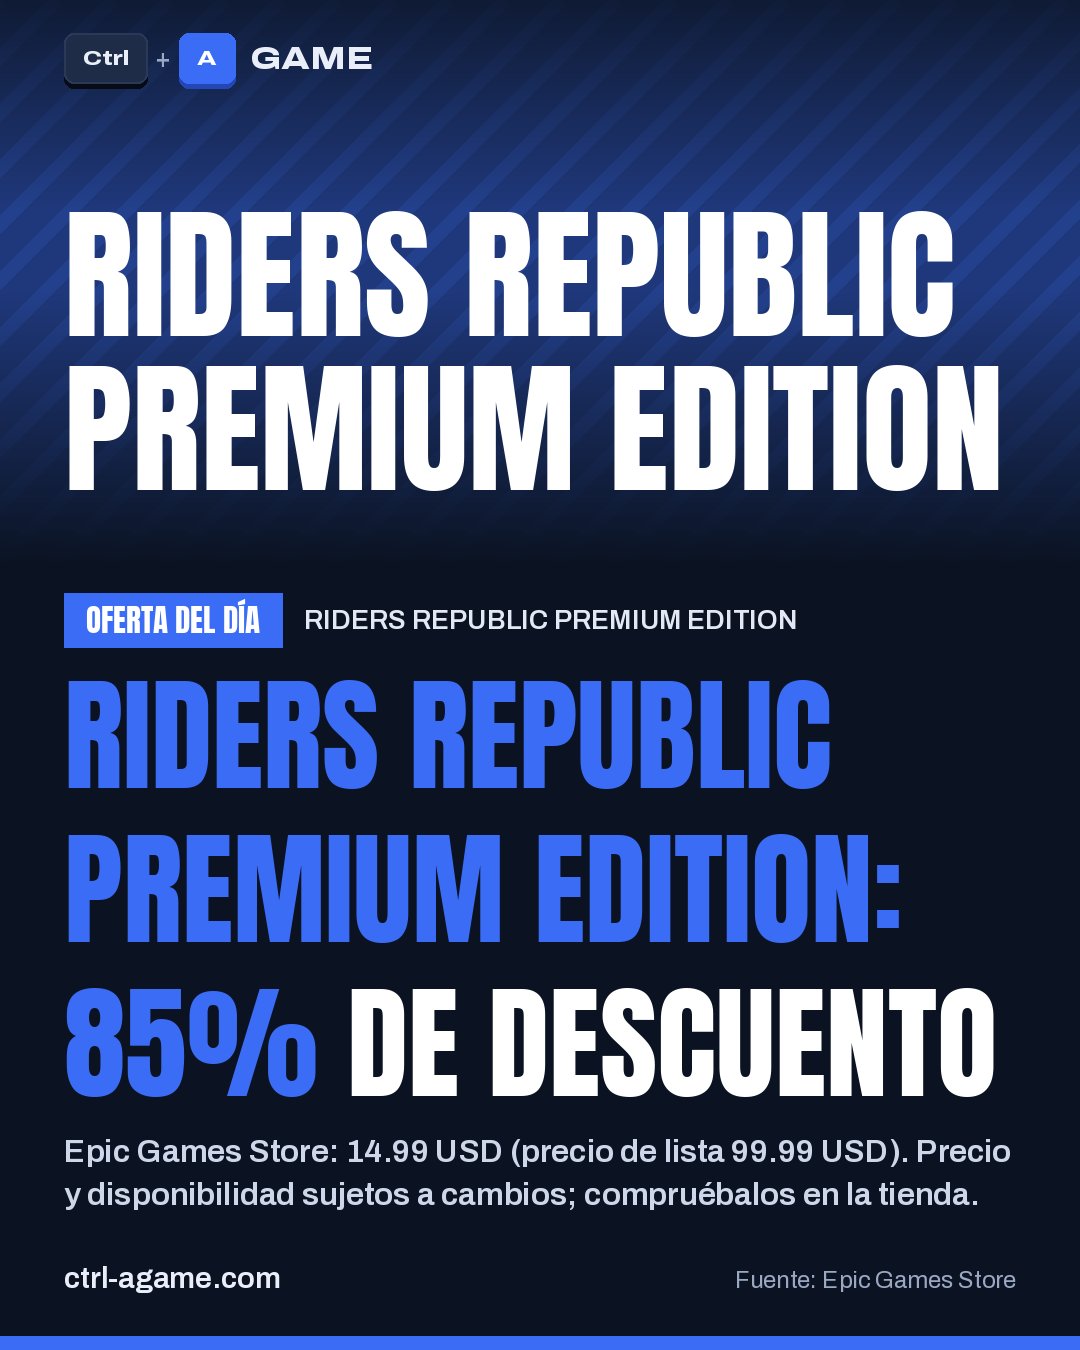 Ctrl + A GAME
RIDERS REPUBLIC
PREMIUM EDITION
OFERTA DEL DÍA RIDERS REPUBLIC PREMIUM EDITION
RIDERS REPUBLIC
PREMIUM EDITION:
85% DE DESCUENTO
Epic Games Store: 14.99 USD (precio de lista 99.99 USD). Precio
y disponibilidad sujetos a cambios; compruébalos en la tienda.
ctrl-agame.com
Fuente: Epic Games Store